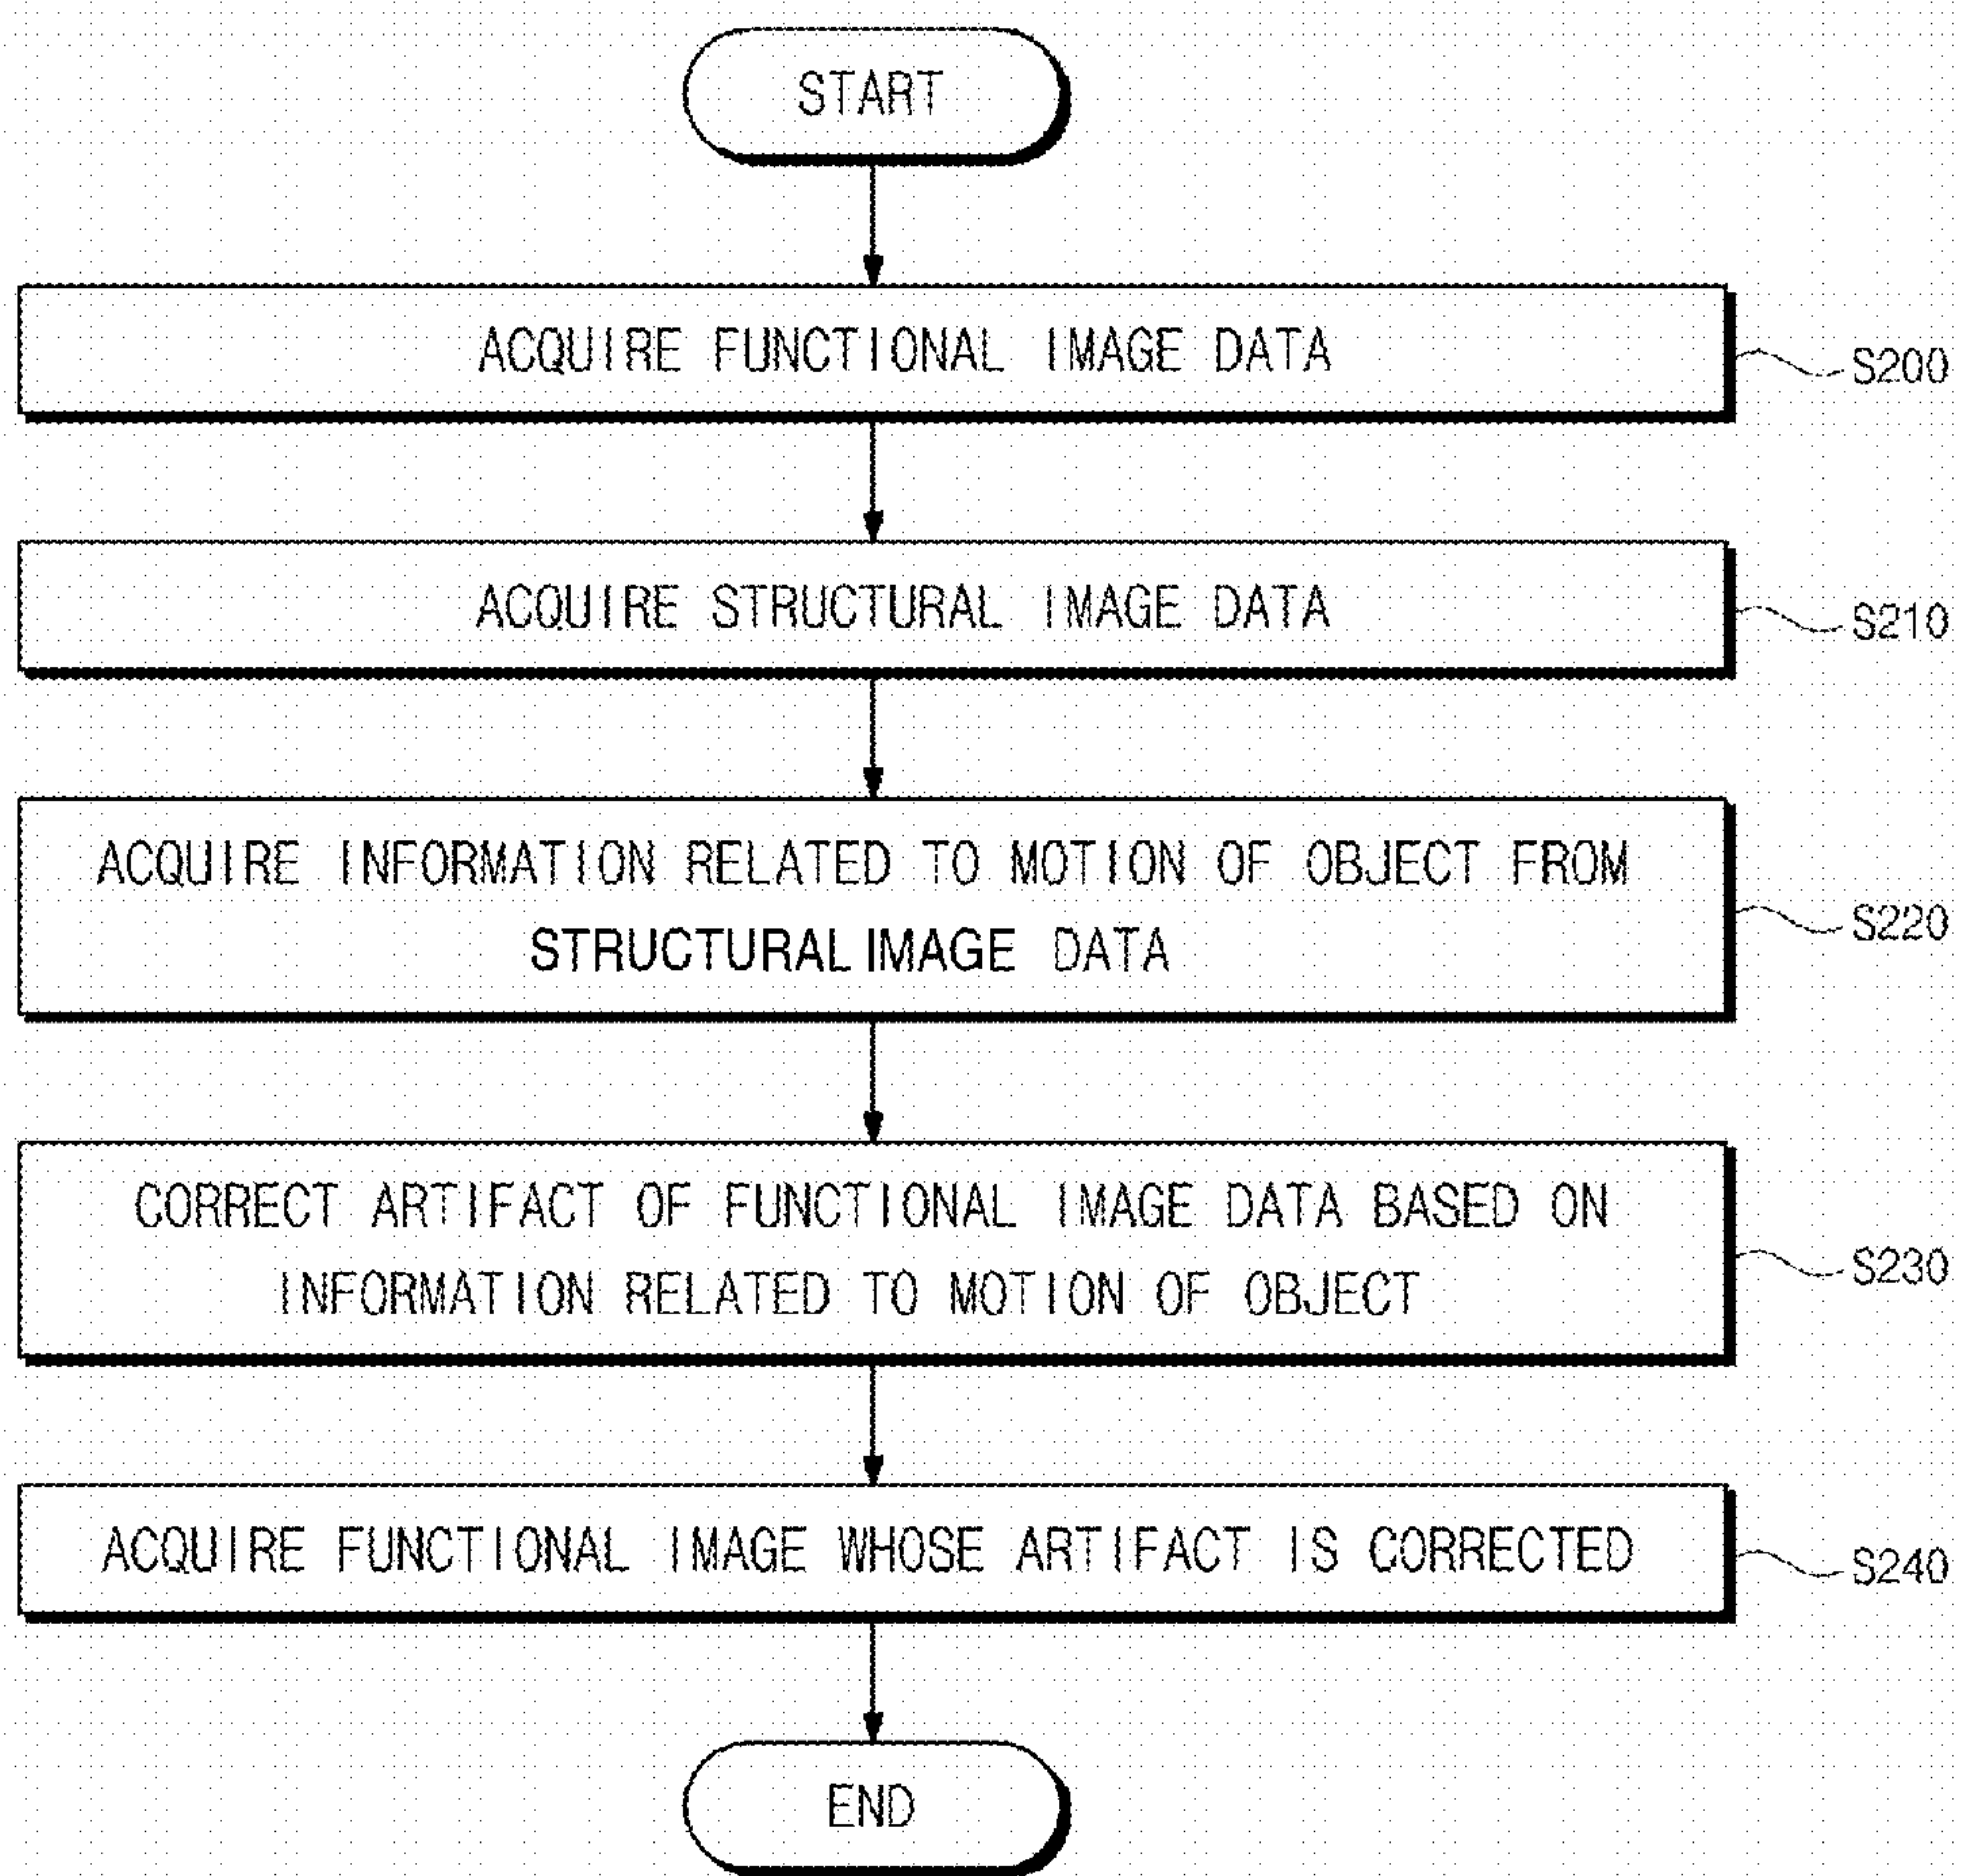 START
ACQUIRE FUNCTIONAL IMAGE DATA
S200
ACQUIRE STRUCTURAL IMAGE DATA
S210
ACQUIRE INFORMATION RELATED TO MOTION OF OBJECT FROM
STRUCTURAL IMAGE DATA
S220
CORRECT ARTIFACT OF FUNCTIONAL IMAGE DATA BASED ON
INFORMATION RELATED TO MOTION OF OBJECT
S230
ACQUIRE FUNCTIONAL IMAGE WHOSE ARTIFACT IS CORRECTED
S240
END